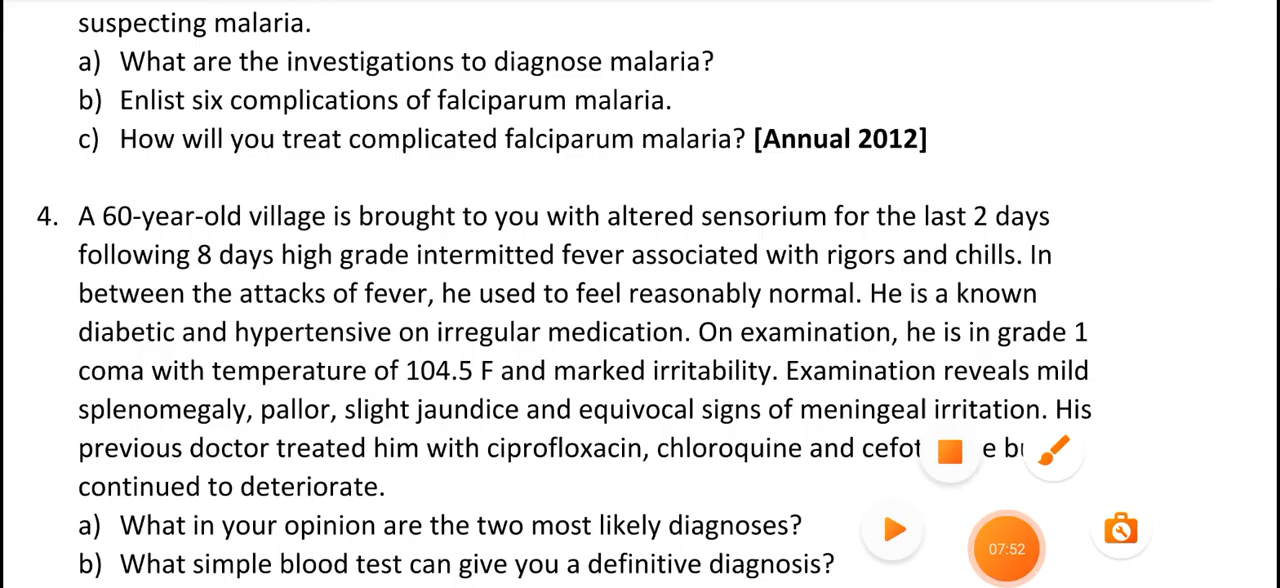 suspecting malaria.
a) What are the investigations to diagnose malaria?
b) Enlist six complications of falciparum malaria.
c) How will you treat complicated falciparum malaria? [Annual 2012]
4. A 60-year-old village is brought to you with altered sensorium for the last 2 days
following 8 days high grade intermitted fever associated with rigors and chills. In
between the attacks of fever, he used to feel reasonably normal. He is a known
diabetic and hypertensive on irregular medication. On examination, he is in grade 1
coma with temperature of 104.5 F and marked irritability. Examination reveals mild
splenomegaly, pallor, slight jaundice and equivocal signs of meningeal irritation. His
previous doctor treated him with ciprofloxacin, chloroquine and
continued to deteriorate.
a) What in your opinion are the two most likely diagnoses?
07:52
b) What simple blood test can give you a definitive diagnosis?